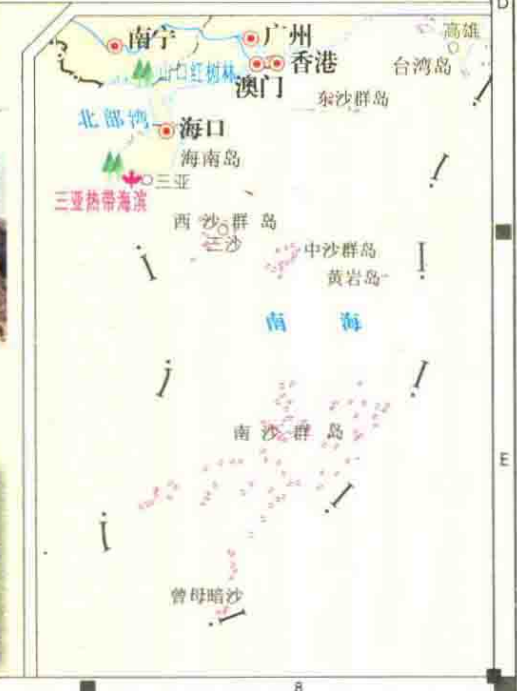 D
南宁
广州
高雄
山口红树林
香港
台湾岛
澳门
东沙群岛
北部湾
海口
海南岛
三亚
三亚热带海滨
西沙群岛
三沙
中沙群岛
黄岩岛
南海
南沙群岛
E
曾母暗沙
8